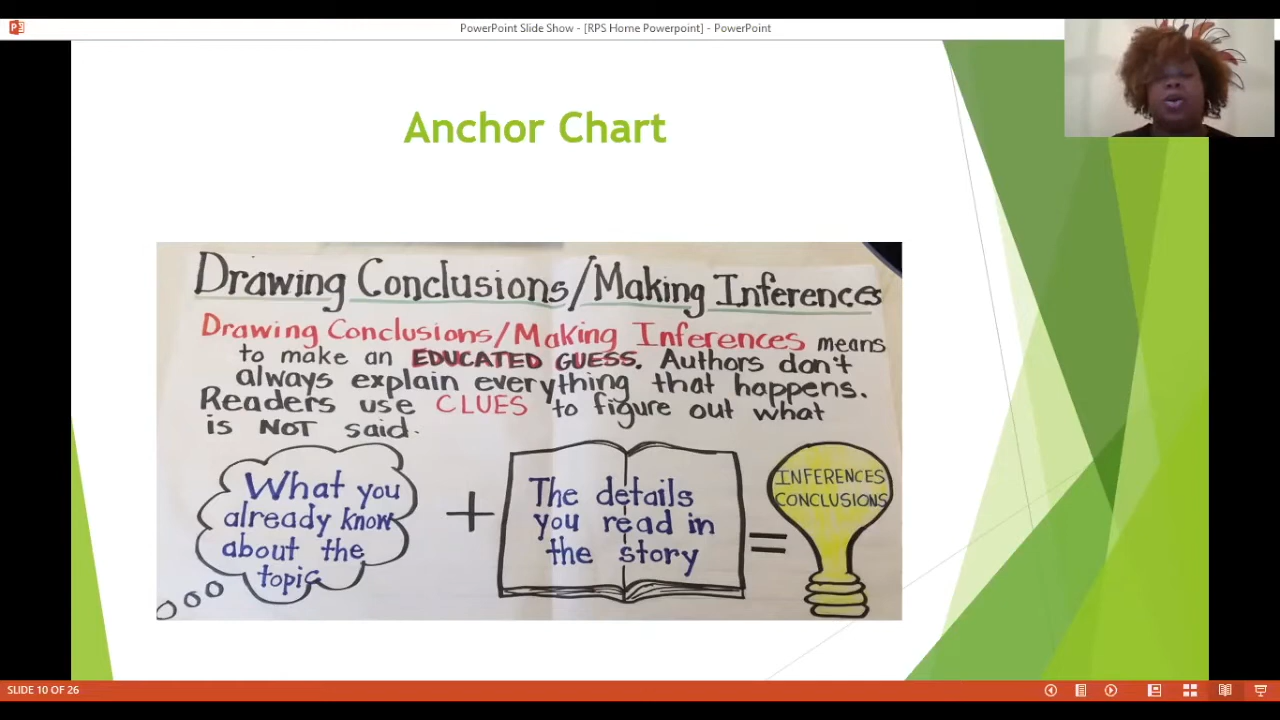 PowerPoint Slide Show - [RPS Home Powerpoint] - PowerPoint
Anchor Chart
Drawing Conclusions/Making Inferences
Drawing Conclusions/Making Inferences means
to make an EDUCATED GUESS. Authors don't
always explain everything that happens.
Readers use CLUES to figure out what
is NOT said.
What you
already know
about the
topic
+
The details
you read in
the story
=
INFERENCES
CONCLUSIONS
SLIDE 10 OF 26